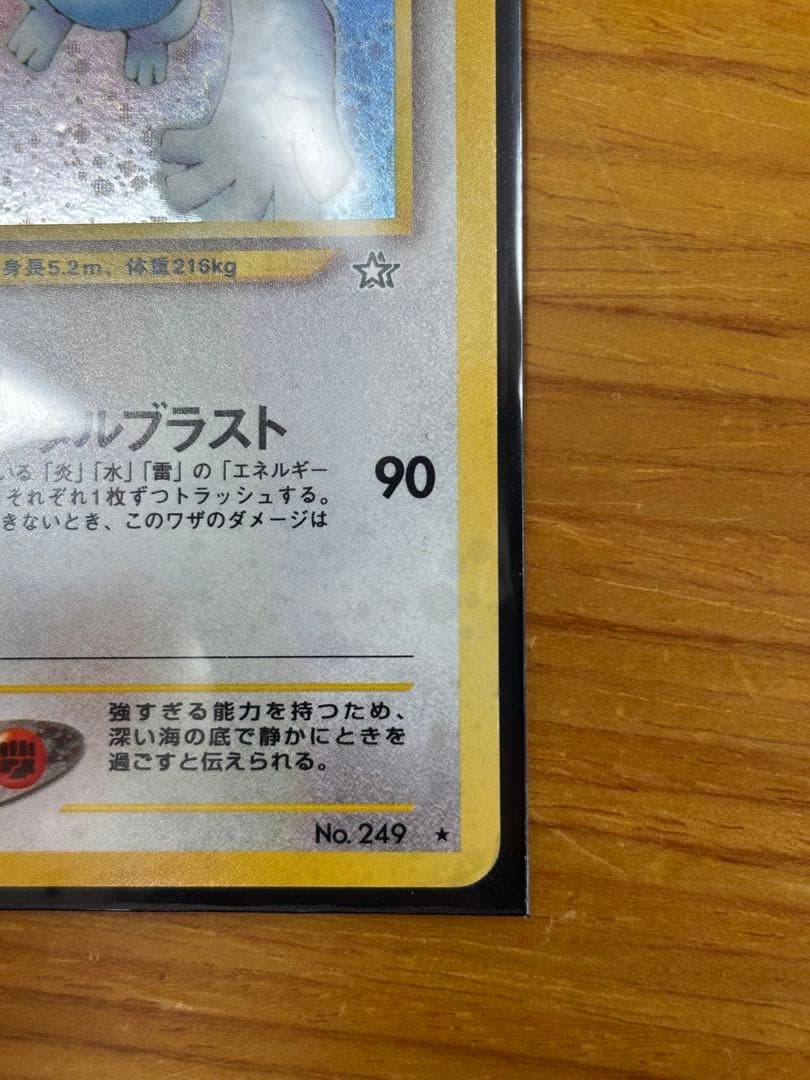 身長5.2m、体重216kg
ルブラスト
いる「炎」「水」「雷」の「エネルギー
90
それぞれ1枚ずつトラッシュする。
きないとき、このワザのダメージは
強すぎる能力を持つため、
深い海の底で静かにときを
過ごすと伝えられる。
No. 249 ★